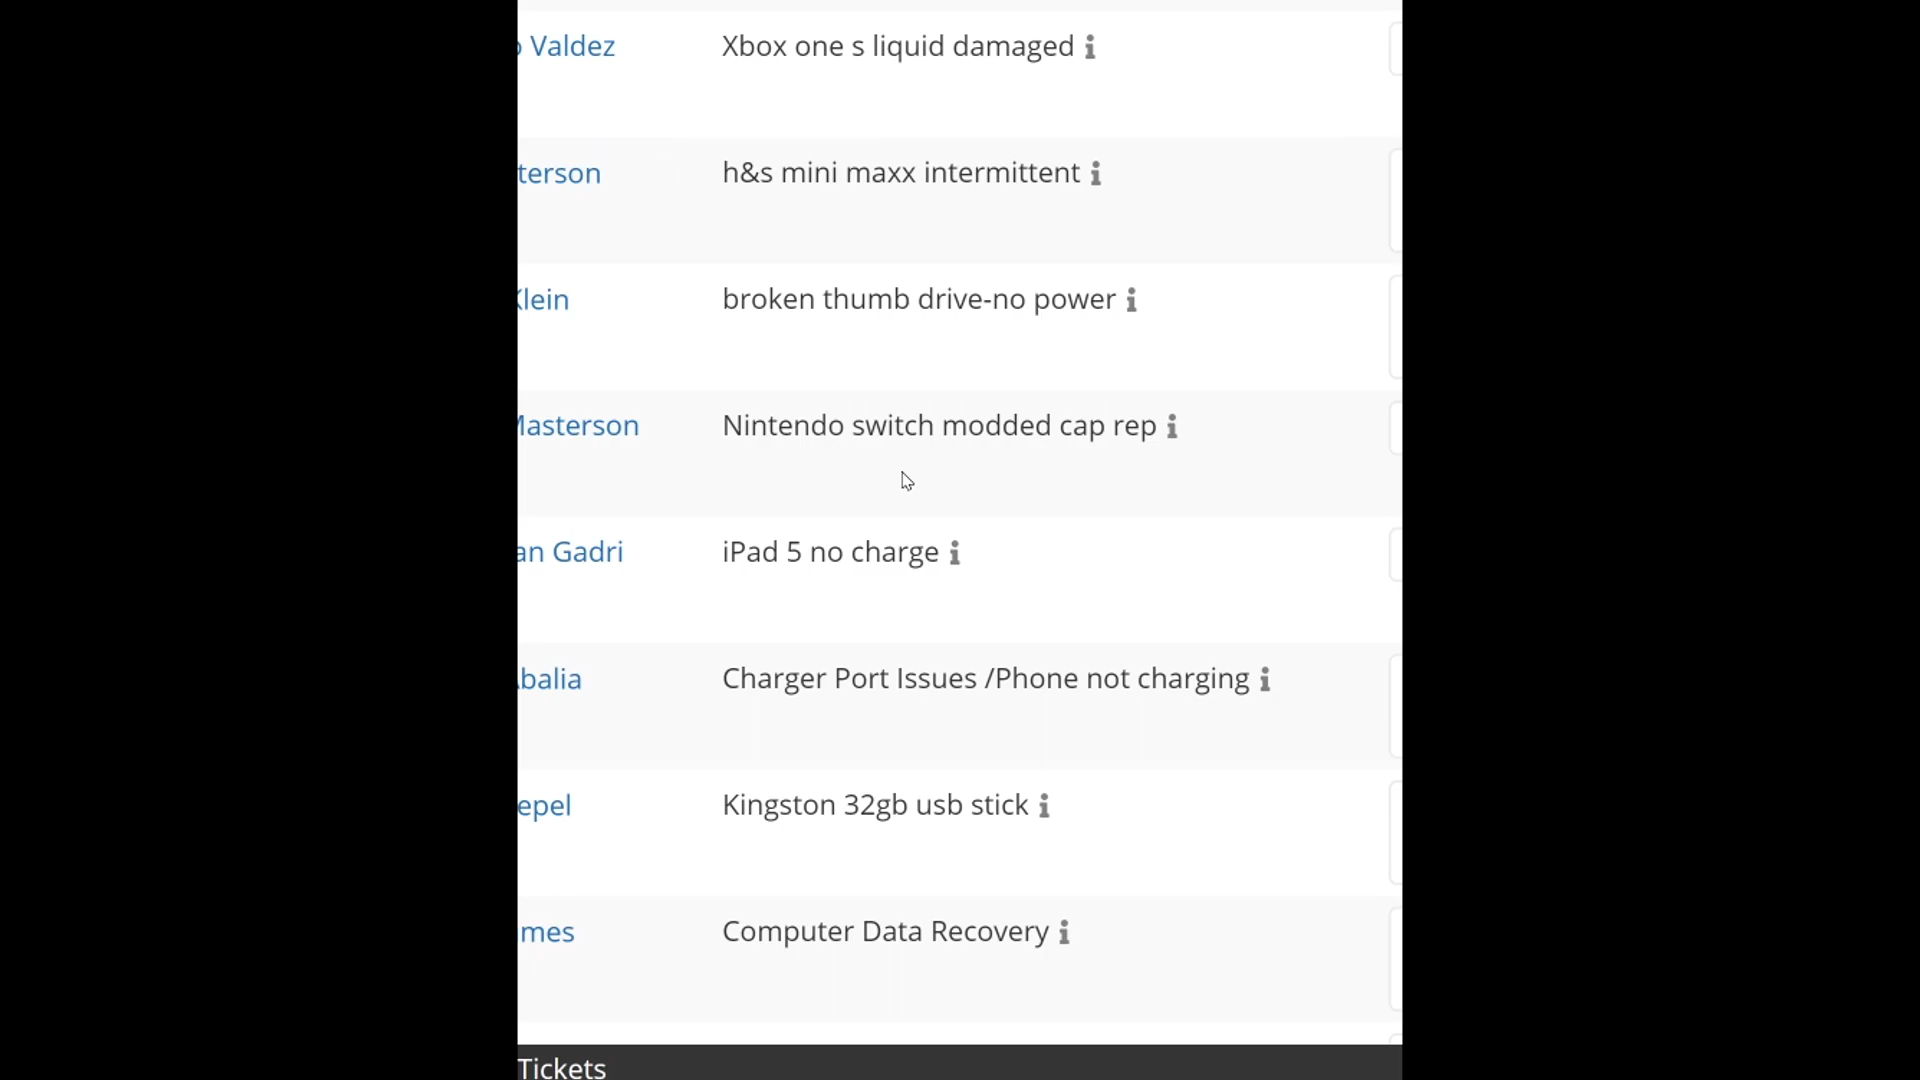 Valdez Xbox one s liquid damaged
terson h&s mini maxx intermittent
Klein broken thumb drive-no power
Masterson Nintendo switch modded cap rep
an Gadri iPad 5 no charge
balia Charger Port Issues /Phone not charging
epel Kingston 32gb usb stick
mes Computer Data Recovery
Tickets